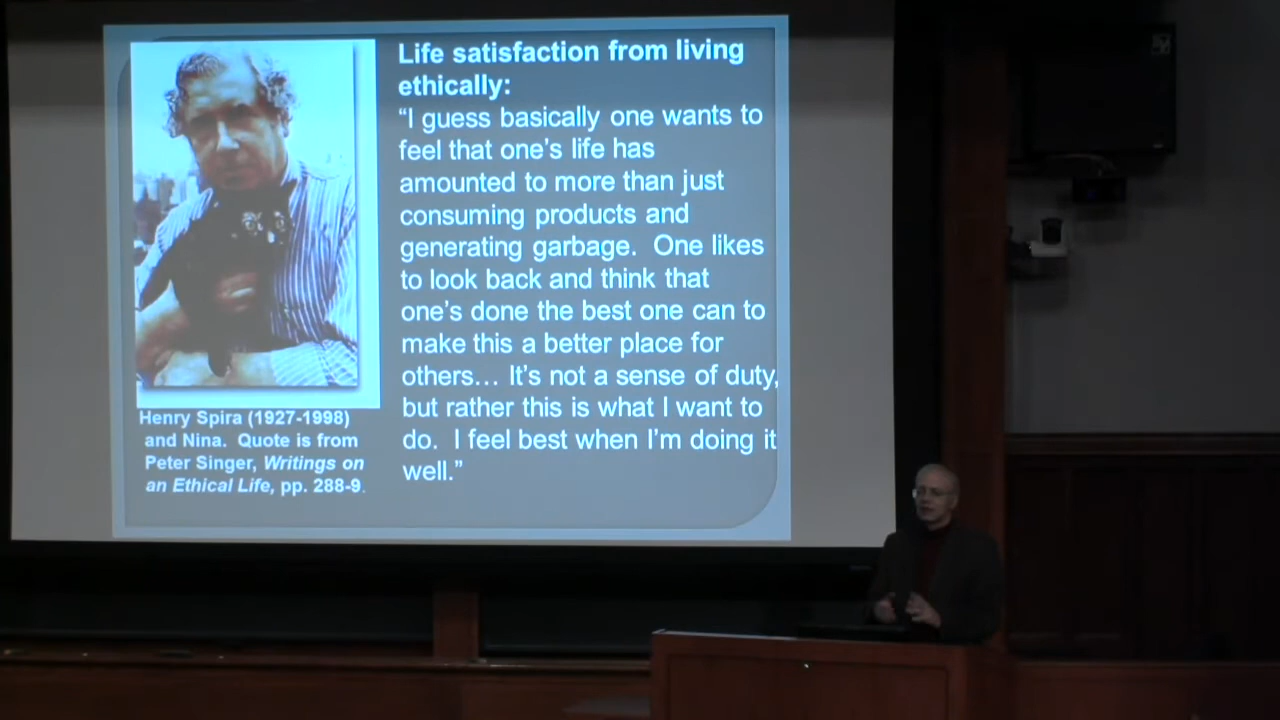 Life satisfaction from living
ethically:
“I guess basically one wants to
feel that one’s life has
amounted to more than just
consuming products and
generating garbage.  One likes
to look back and think that
one’s done the best one can to
make this a better place for
others… It’s not a sense of duty,
but rather this is what I want to
do.  I feel best when I’m doing it
well.”
Henry Spira (1927-1998)
and Nina.  Quote is from
Peter Singer, Writings on
an Ethical Life, pp. 288-9.